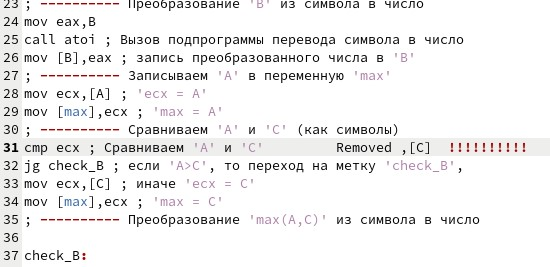 23 ; ---------- Преобразование 'B' из символа в число
24 mov eax,B
25 call atoi ; Вызов подпрограммы перевода символа в число
26 mov [B],eax ; запись преобразованного числа в 'B'
27 ; ---------- Записываем 'A' в переменную 'max'
28 mov ecx,[A] ; 'ecx = A'
29 mov [max],ecx ; 'max = A'
30 ; ---------- Сравниваем 'A' и 'C' (как символы)
31 cmp ecx ; Сравниваем 'A' и 'C' Removed ,[C] !!!!!!!!!!
32 jg check_B ; если 'A>C', то переход на метку 'check_B',
33 mov ecx,[C] ; иначе 'ecx = C'
34 mov [max],ecx ; 'max = C'
35 ; ---------- Преобразование 'max(A,C)' из символа в число
36
37 check_B: